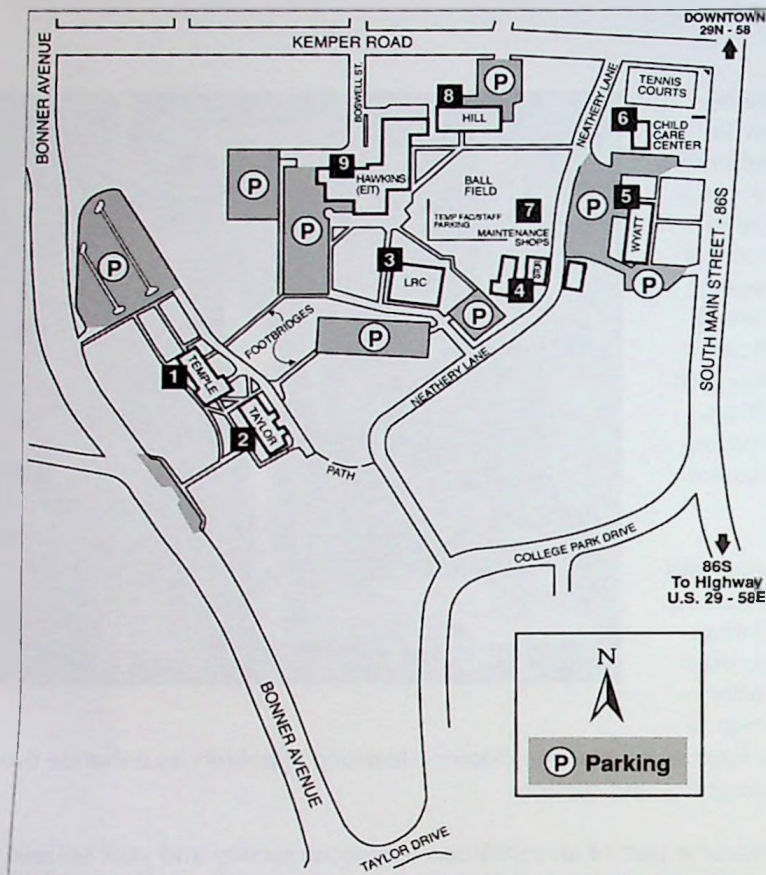 DOWNTOWN
29N - 58
KEMPER ROAD
BONNER AVENUE
BOSWELL ST.
NEATHERY LANE
TENNIS
COURTS
P
8
HILL
6
CHILD
CARE
CENTER
9
HAWKINS
(EIT)
P
P
BALL
FIELD
7
TEMP FAC/STAFF
PARKING
MAINTENANCE
SHOPS
P
5
WYATT
P
SOUTH MAIN STREET - 86S
3
LRC
4
P
P
P
FOOTBRIDGES
NEATHERY LANE
1
TEMPLE
2
TAYLOR
PATH
COLLEGE PARK DRIVE
86S
To Highway
U.S. 29 - 58E
BONNER AVENUE
TAYLOR DRIVE
N
P Parking